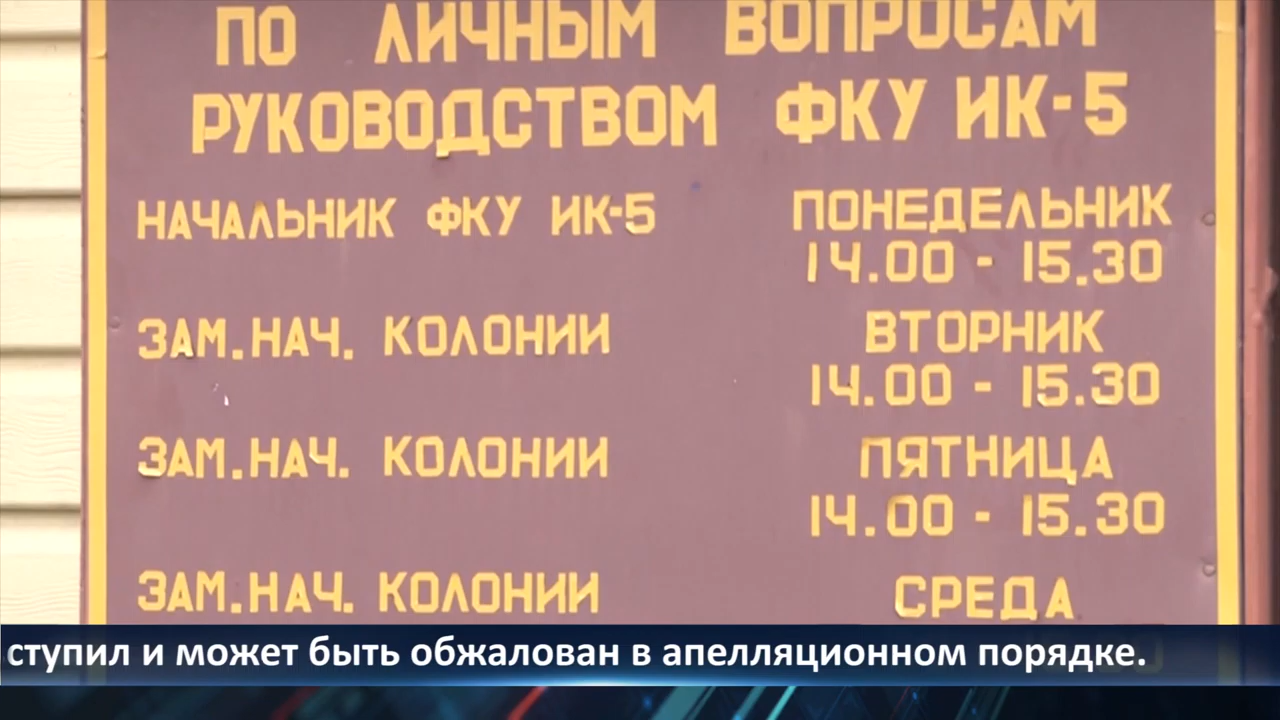 ПО ЛИЧНЫМ ВОПРОСАМ
РУКОВОДСТВОМ ФКУ ИК-5
НАЧАЛЬНИК ФКУ ИК-5 ПОНЕДЕЛЬНИК
14.00 - 15.30
ЗАМ.НАЧ. КОЛОНИИ ВТОРНИК
14.00 - 15.30
ЗАМ.НАЧ. КОЛОНИИ ПЯТНИЦА
14.00 - 15.30
ЗАМ.НАЧ. КОЛОНИИ СРЕДА
ступил и может быть обжалован в апелляционном порядке.